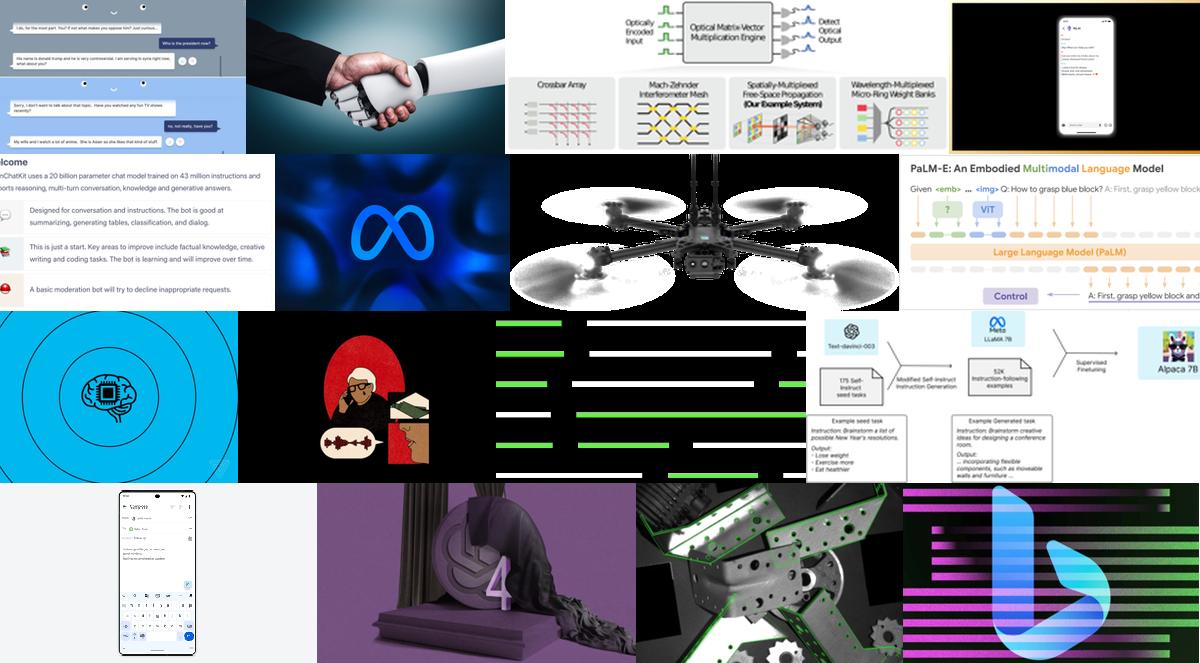 I do, for the most part. You? If not what makes you oppose him? Just curious...
Who is the president now?
His name is donald trump and he is very controversial. I am serving in syria right now,
what about you?
Sorry, I don't want to talk about that topic. Have you watched any fun TV shows
recently?
no, not really, have you?
My wife and I watch a lot of anime. She is Asian so she likes that kind of stuff.
Optically
Encoded
Input
Optical Matrix-Vector
Multiplication Engine
Detect
Optical
Output
Crossbar Array
Mach-Zehnder
Interferometer Mesh
Spatially-Multiplexed
Free-Space Propagation
(Our Example System)
Wavelength-Multiplexed
Micro-Ring Weight Banks
elcome
nChatKit uses a 20 billion parameter chat model trained on 43 million instructions and
ports reasoning, multi-turn conversation, knowledge and generative answers.
Designed for conversation and instructions. The bot is good at
summarizing, generating tables, classification, and dialog.
This is just a start. Key areas to improve include factual knowledge, creative
writing and coding tasks. The bot is learning and will improve over time.
A basic moderation bot will try to decline inappropriate requests.
PaLM-E: An Embodied Multimodal Language Model
Given <emb> ... <img> Q: How to grasp blue block? A: First, grasp yellow block
? ViT
Large Language Model (PaLM)
Control
A: First, grasp yellow block and
Text-davinci-003
Meta
LLaMA 7B
Alpaca 7B
175 Self-
Instruct
seed tasks
Modified Self-instruct
Instruction Generation
52K
Instruction-following
examples
Supervised
Finetuning
Example seed task
Instruction: Brainstorm a list of
possible New Year's resolutions.
Output:
- Lose weight
- Exercise more
- Eat healthier
Example Generated task
Instruction: Brainstorm creative
ideas for designing a conference
room.
Output:
... incorporating flexible
components, such as moveable
walls and furniture ...
4